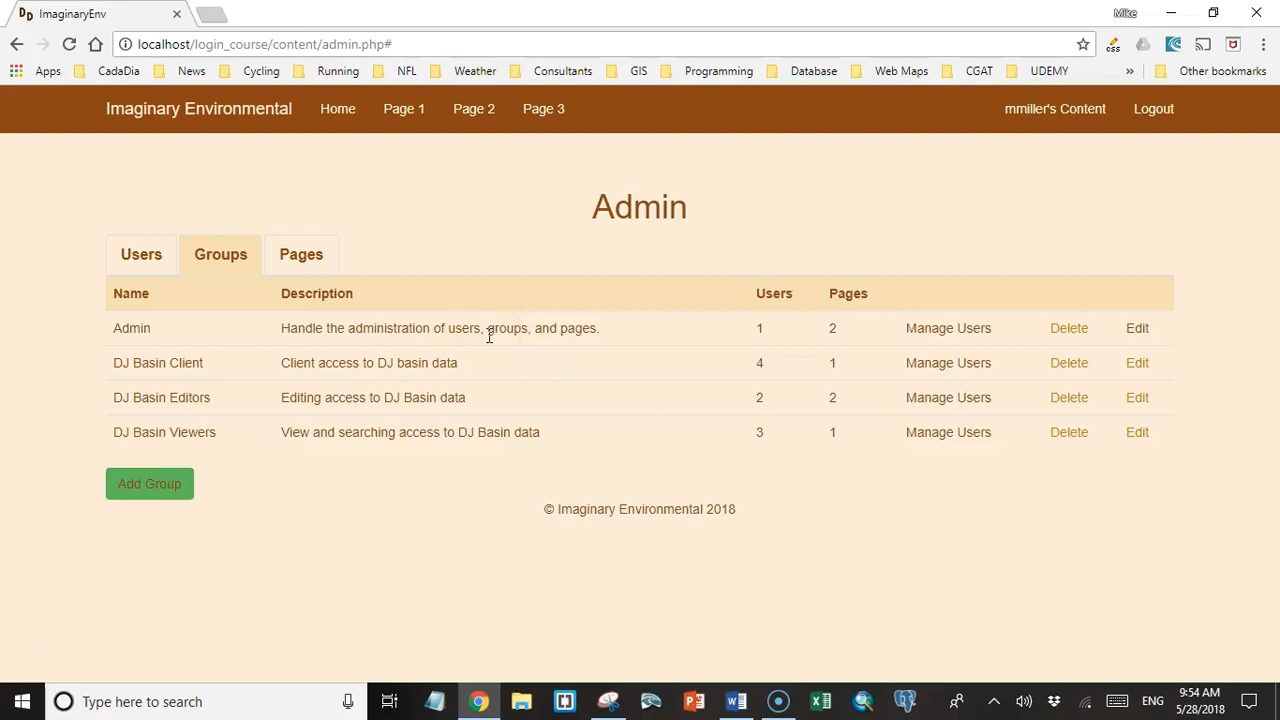 ImaginaryEnv
Mike
localhost/login_course/content/admin.php#
Apps CadaDia News Cycling Running NFL Weather Consultants GIS Programming Database Web Maps CGAT UDEMY » Other bookmarks
Imaginary Environmental Home Page 1 Page 2 Page 3 mmiller's Content Logout
Admin
Users Groups Pages
Name Description Users Pages
Admin Handle the administration of users, groups, and pages. 1 2 Manage Users Delete Edit
DJ Basin Client Client access to DJ basin data 4 1 Manage Users Delete Edit
DJ Basin Editors Editing access to DJ Basin data 2 2 Manage Users Delete Edit
DJ Basin Viewers View and searching access to DJ Basin data 3 1 Manage Users Delete Edit
Add Group
© Imaginary Environmental 2018
Type here to search
ENG
9:54 AM
5/28/2018